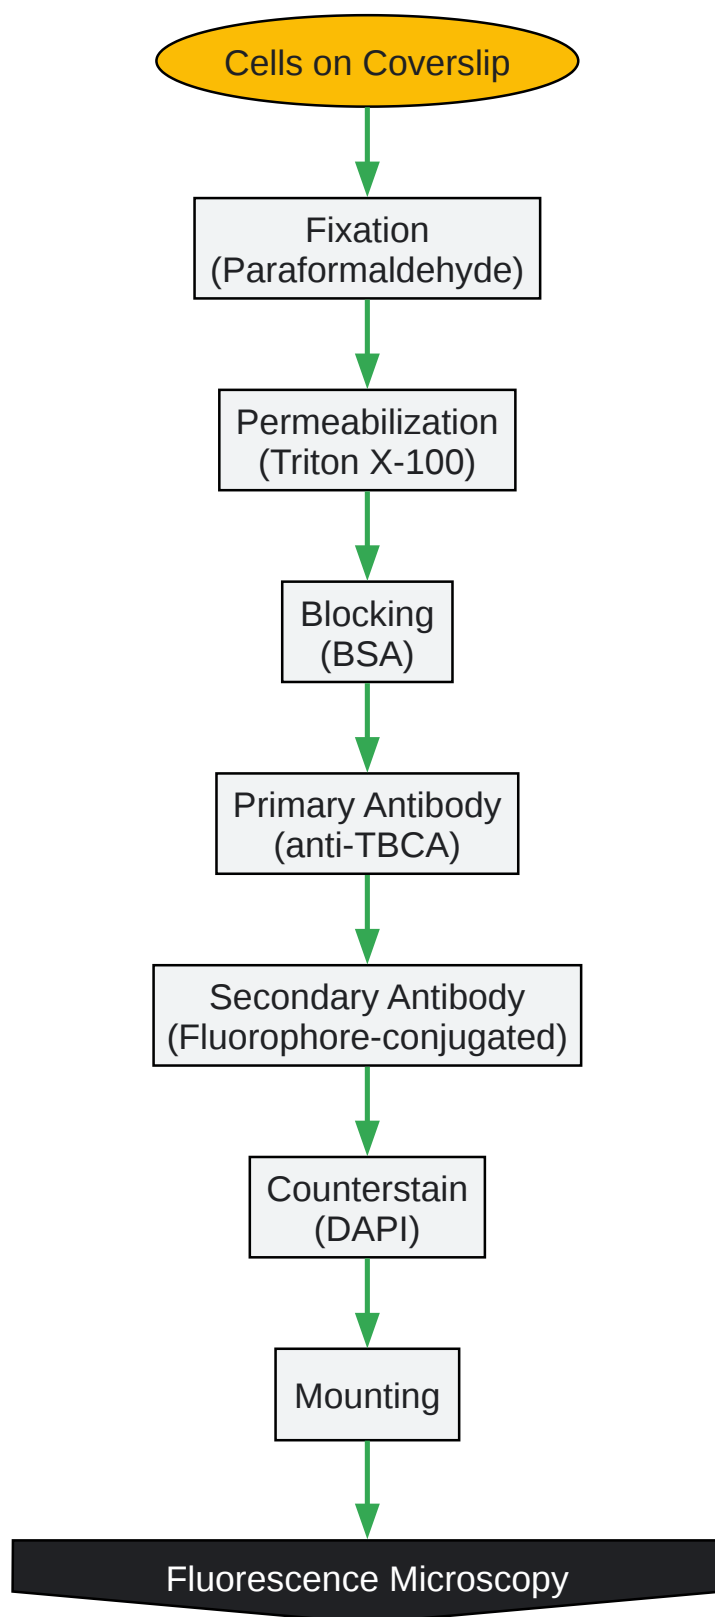 Cells on Coverslip
Fixation
(Paraformaldehyde)
Permeabilization
(Triton X-100)
Blocking
(BSA)
Primary Antibody
(anti-TBCA)
Secondary Antibody
(Fluorophore-conjugated)
Counterstain
(DAPI)
Mounting
Fluorescence Microscopy